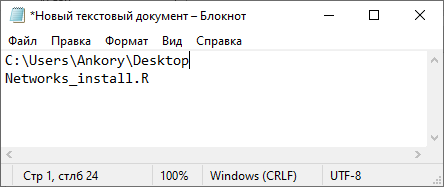 *Новый текстовый документ – Блокнот
Файл Правка Формат Вид Справка
C:\Users\Ankory\Desktop
Networks_install.R
Стр 1, стлб 24 100% Windows (CRLF) UTF-8